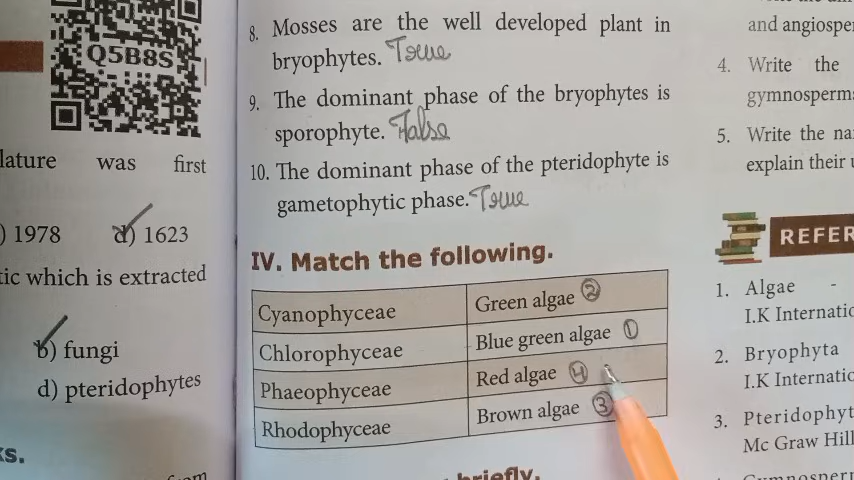 Q5B8S
lature was first
) 1978 d) 1623
tic which is extracted
b) fungi
d) pteridophytes
8. Mosses are the well developed plant in
bryophytes. True
9. The dominant phase of the bryophytes is
sporophyte. False
10. The dominant phase of the pteridophyte is
gametophytic phase. True
IV. Match the following.
Cyanophyceae Green algae ②
Chlorophyceae Blue green algae ①
Phaeophyceae Red algae ④
Rhodophyceae Brown algae ③
briefly.
and angiosper
4. Write the
gymnosperms
5. Write the na
explain their u
REFER
1. Algae -
I.K Internatio
2. Bryophyta
I.K Internatio
3. Pteridophyt
Mc Graw Hill